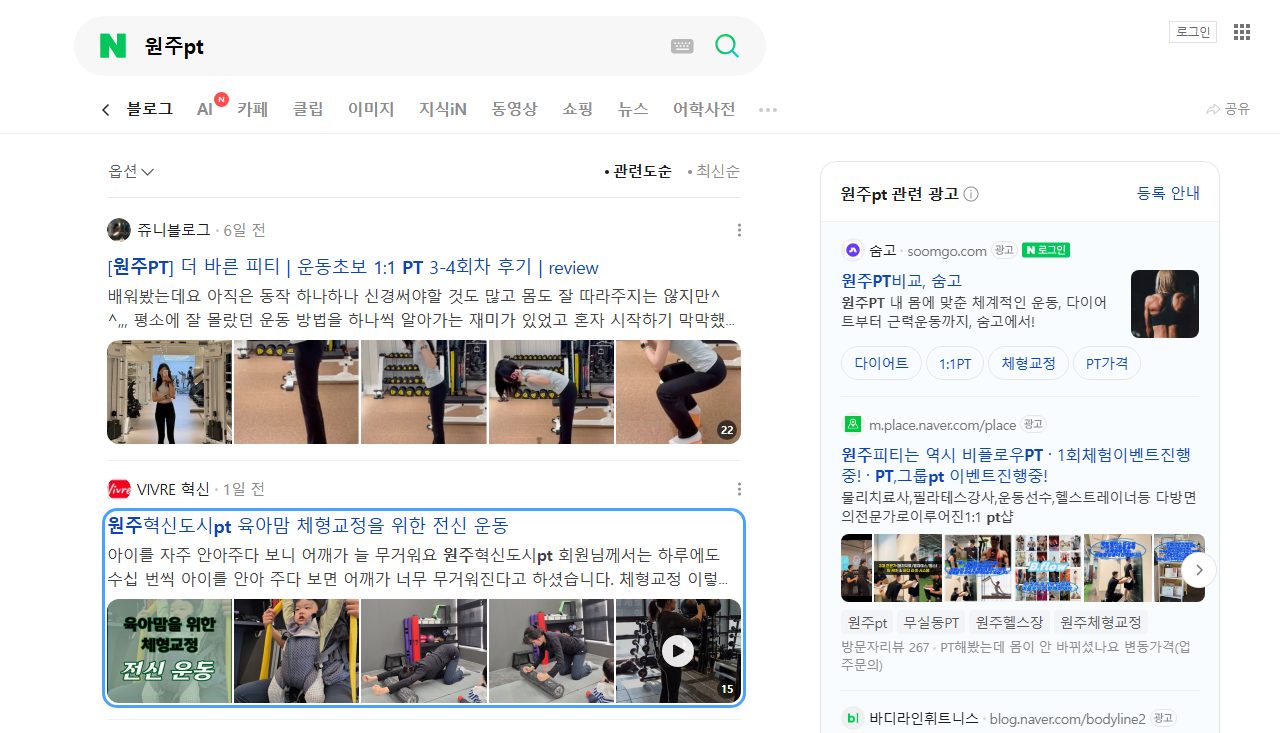 원주pt
로그인
블로그
AI
N
카페
클립
이미지
지식iN
동영상
쇼핑
뉴스
어학사전
공유
옵션
• 관련도순
• 최신순
쥬니블로그 · 6일 전
[원주PT] 더 바른 피티 | 운동초보 1:1 PT 3-4회차 후기 | review
배워봤는데요 아직은 동작 하나하나 신경써야할 것도 많고 몸도 잘 따라주지는 않지만^
^,,, 평소에 잘 몰랐던 운동 방법을 하나씩 알아가는 재미가 있었고 혼자 시작하기 막막했...
22
Vivre
VIVRE 혁신 · 1일 전
원주혁신도시pt 육아맘 체형교정을 위한 전신 운동
아이를 자주 안아주다 보니 어깨가 늘 무거워요 원주혁신도시pt 회원님께서는 하루에도
수십 번씩 아이를 안아 주다 보면 어깨가 너무 무거워진다고 하셨습니다. 체형교정 이렇...
육아맘을 위한
체형교정
전신 운동
15
원주pt 관련 광고
등록 안내
숨고 · soomgo.com 광고 N 로그인
원주PT비교, 숨고
원주PT 내 몸에 맞춘 체계적인 운동, 다이어
트부터 근력운동까지, 숨고에서!
다이어트
1:1PT
체형교정
PT가격
m.place.naver.com/place 광고
원주피티는 역시 비플로우PT · 1회체험이벤트진행
중! · PT,그룹pt 이벤트진행중!
물리치료사,필라테스강사,운동선수,헬스트레이너등 다방면
의전문가로이루어진1:1 pt샵
B.flow
원주pt
무실동PT
원주헬스장
원주체형교정
방문자리뷰 267 · PT해봤는데 몸이 안 바뀌셨나요 변동가격(업
주문의)
bl
바디라인휘트니스 · blog.naver.com/bodyline2 광고